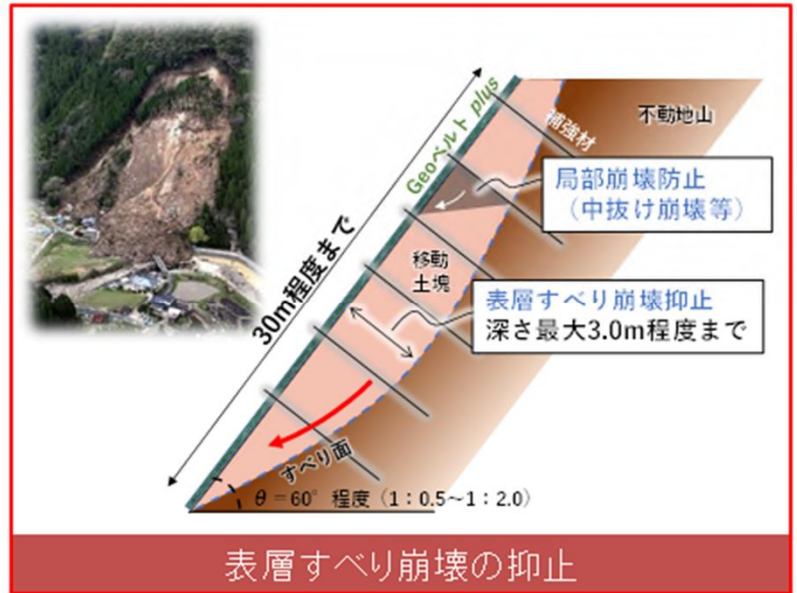 Geoベルト plus
補強材
不動地山
局部崩壊防止
（中抜け崩壊等）
30m程度まで
移動
土塊
表層すべり崩壊抑止
深さ最大3.0m程度まで
すべり面
θ＝60°程度（1：0.5～1：2.0）
表層すべり崩壊の抑止